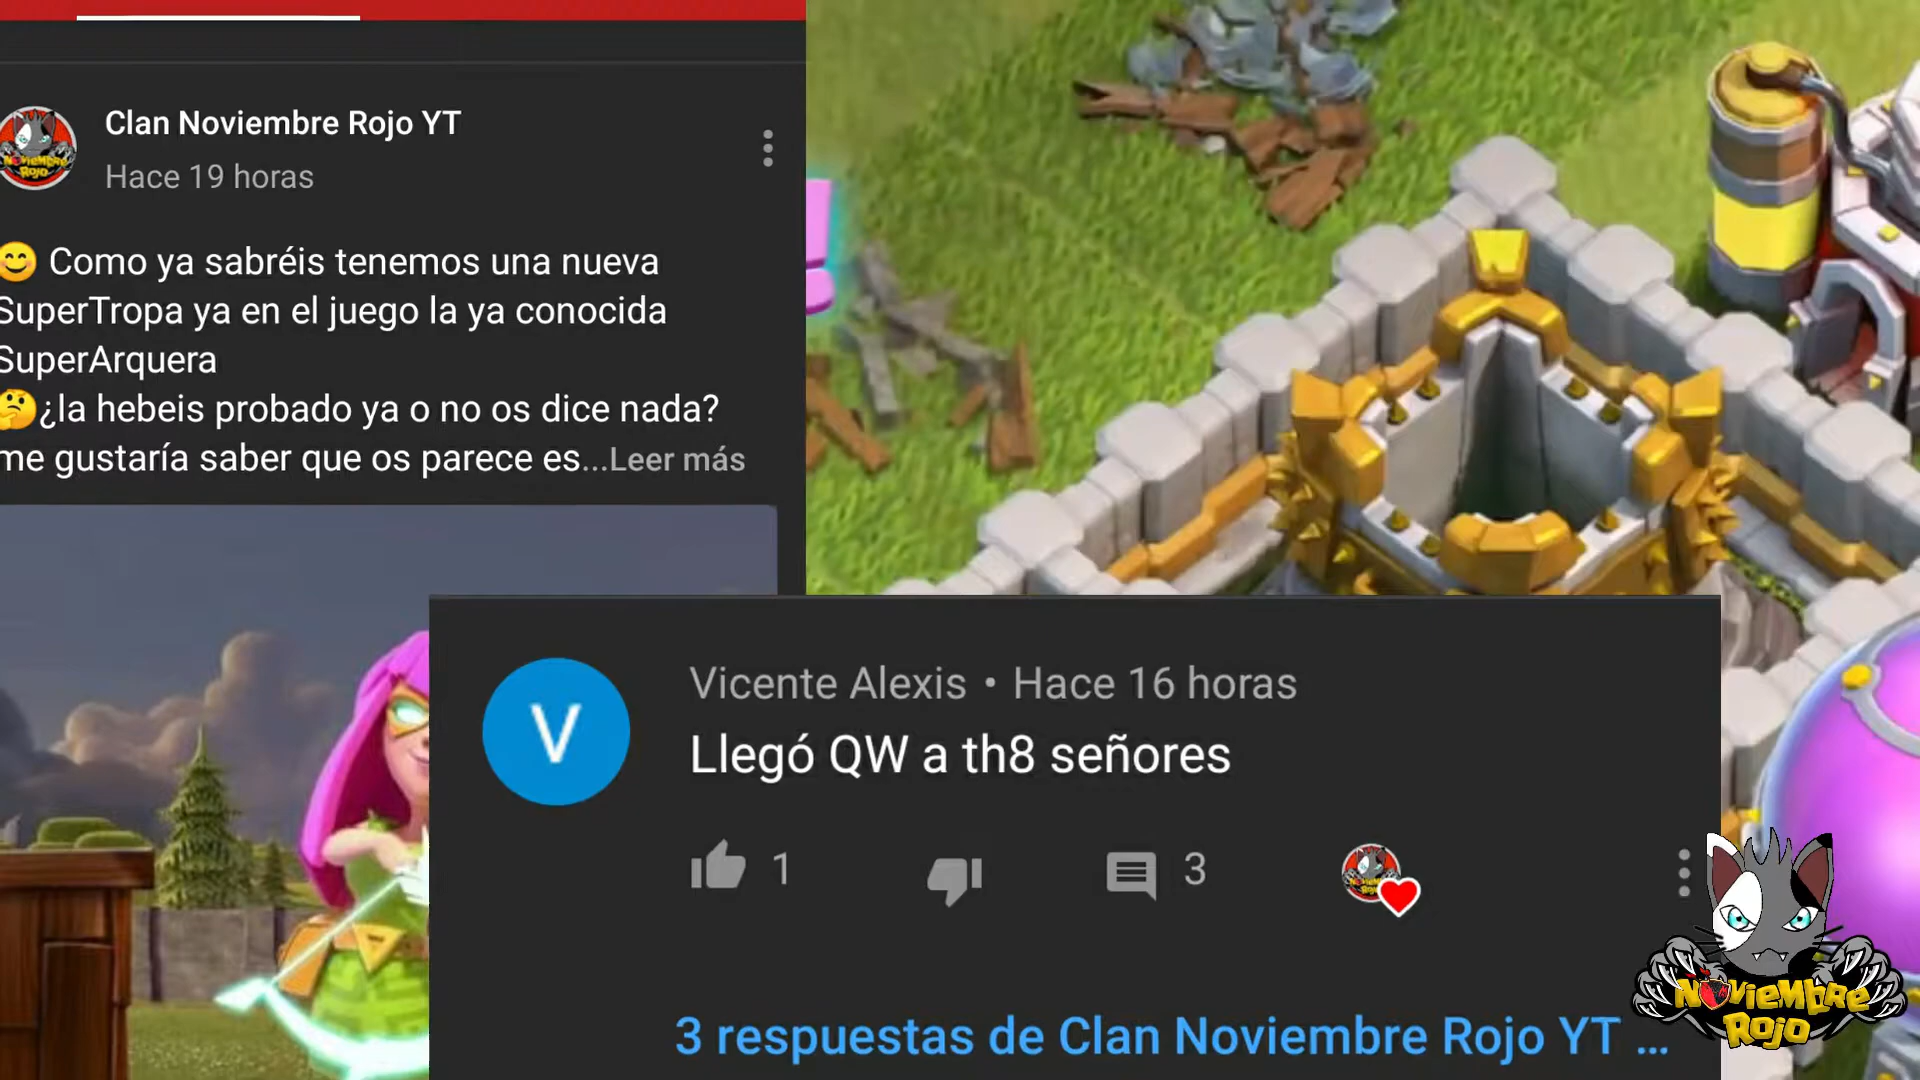 Clan Noviembre Rojo YT
Hace 19 horas
😊 Como ya sabréis tenemos una nueva
SuperTropa ya en el juego la ya conocida
SuperArquera
🤔¿la hebeis probado ya o no os dice nada?
me gustaría saber que os parece es...Leer más
Vicente Alexis • Hace 16 horas
V
Llegó QW a th8 señores
1
3
3 respuestas de Clan Noviembre Rojo YT ...
NOVIEMBRE
ROJO